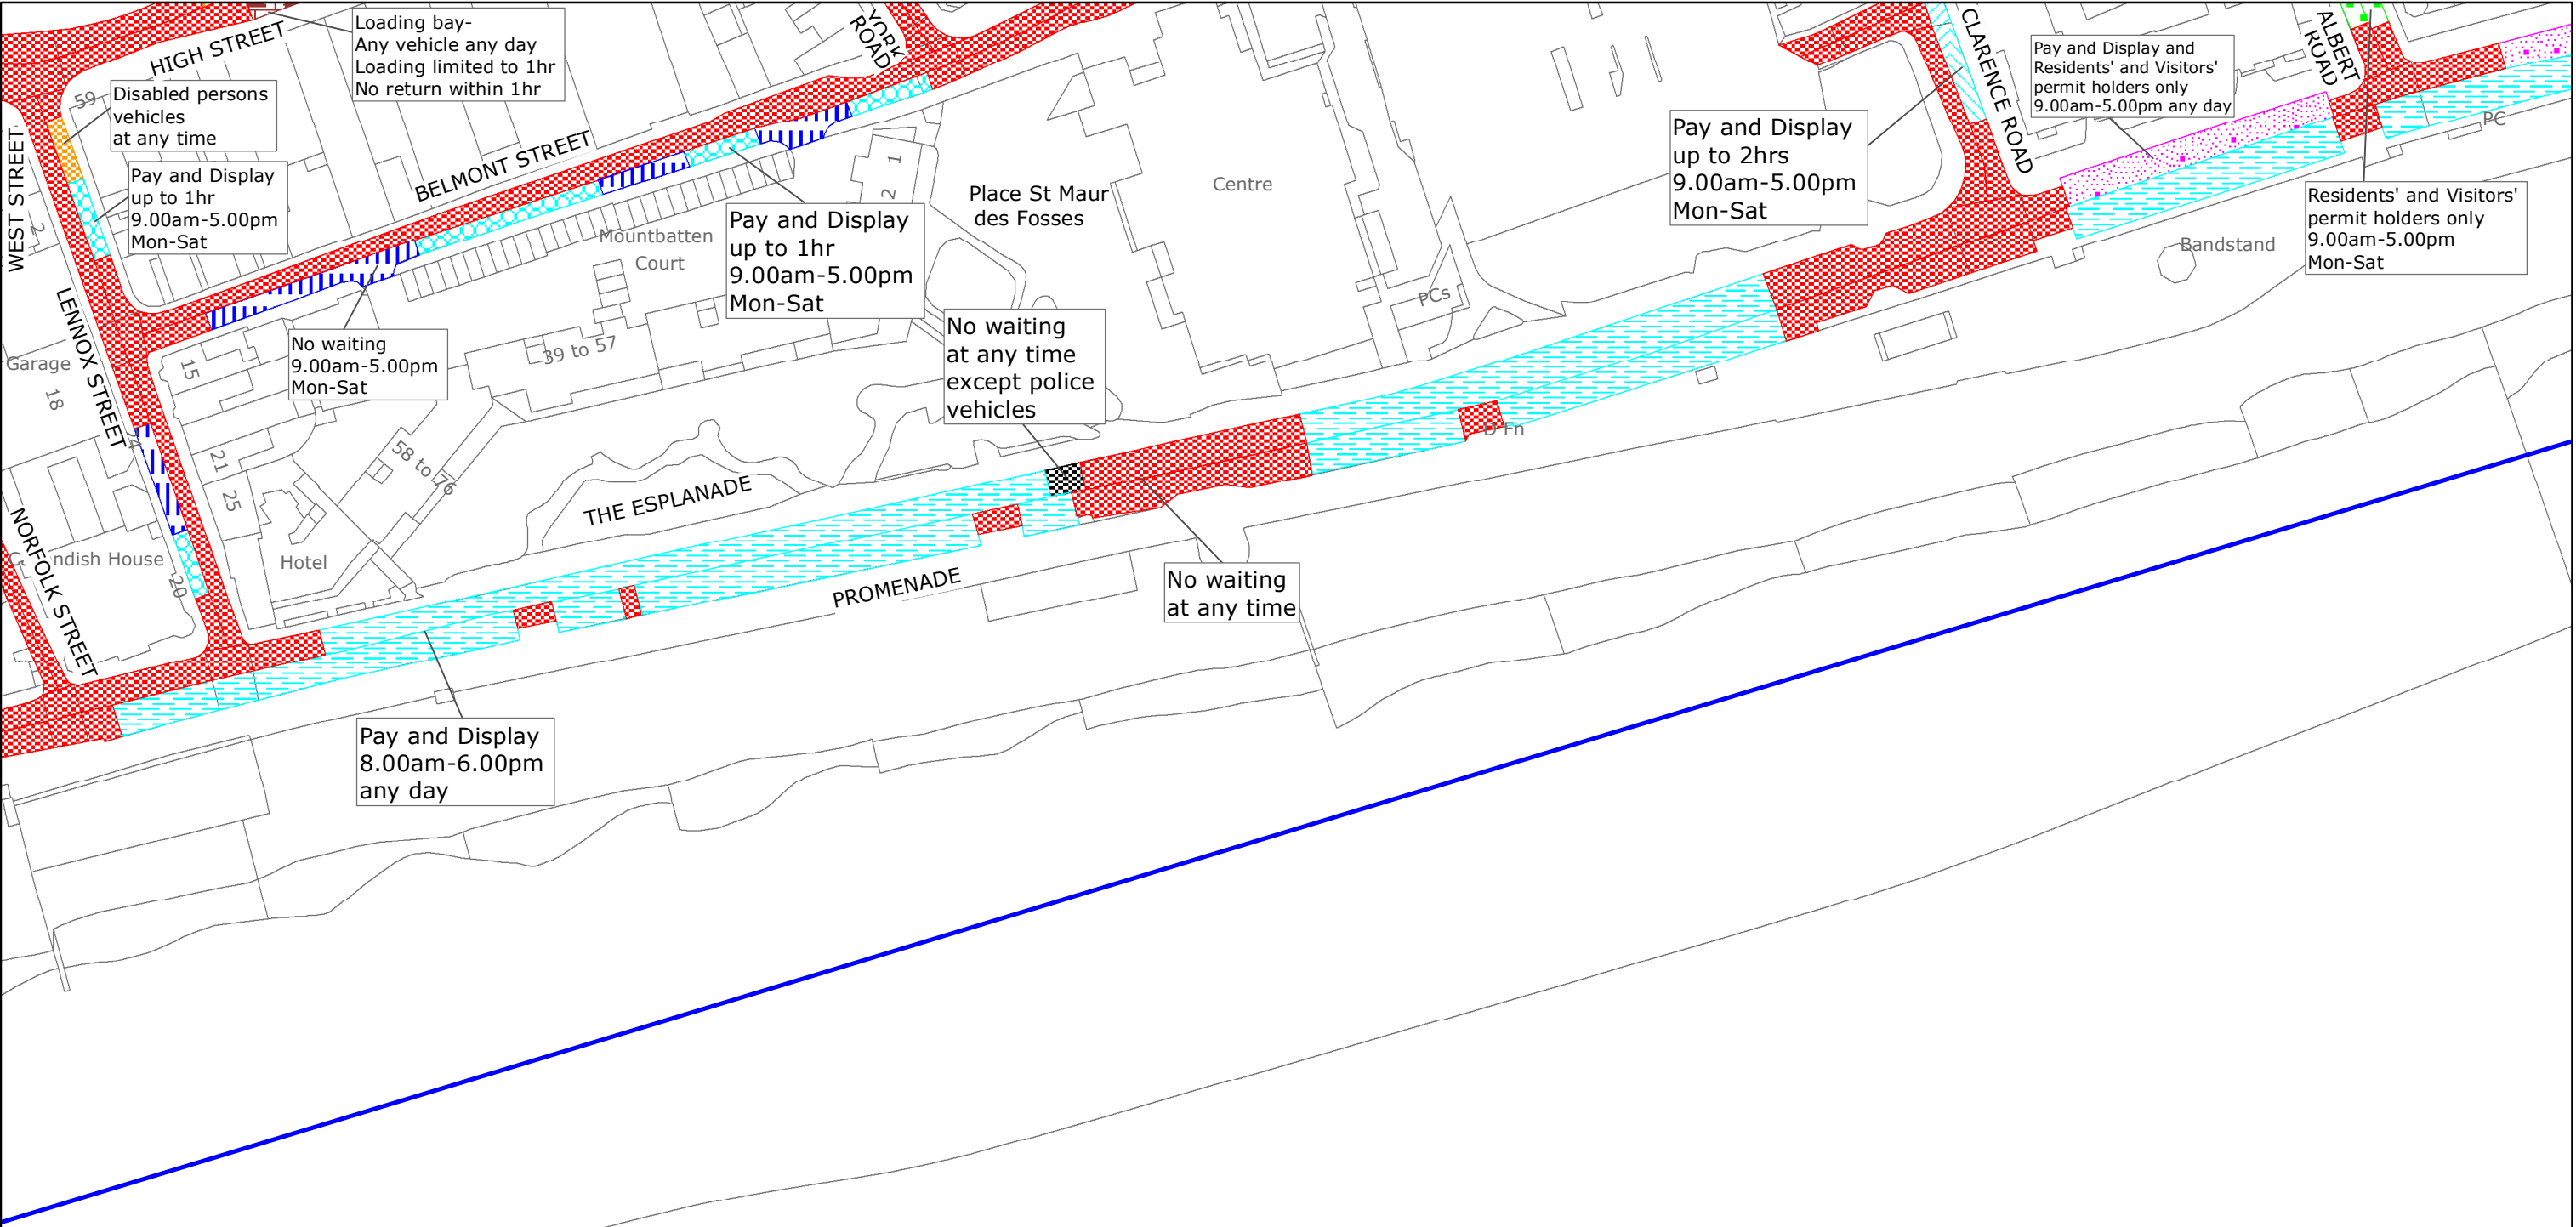 HIGH STREET
Loading bay-
Any vehicle any day
Loading limited to 1hr
No return within 1hr
YORK
ROAD
CLARENCE ROAD
Pay and Display and
Residents' and Visitors'
permit holders only
9.00am-5.00pm any day
ALBERT
ROAD
59
Disabled persons
vehicles
at any time
WEST STREET
2
Pay and Display
up to 1hr
9.00am-5.00pm
Mon-Sat
BELMONT STREET
1
2
Place St Maur
des Fosses
Centre
Pay and Display
up to 2hrs
9.00am-5.00pm
Mon-Sat
PC
Residents' and Visitors'
permit holders only
9.00am-5.00pm
Mon-Sat
Bandstand
Mountbatten
Court
Pay and Display
up to 1hr
9.00am-5.00pm
Mon-Sat
PCs
LENNOX STREET
Garage
18
15
No waiting
9.00am-5.00pm
Mon-Sat
39 to 57
No waiting
at any time
except police
vehicles
D Fn
24
21
25
58 to 76
THE ESPLANADE
NORFOLK STREET
ndish House
20
Hotel
PROMENADE
No waiting
at any time
Pay and Display
8.00am-6.00pm
any day